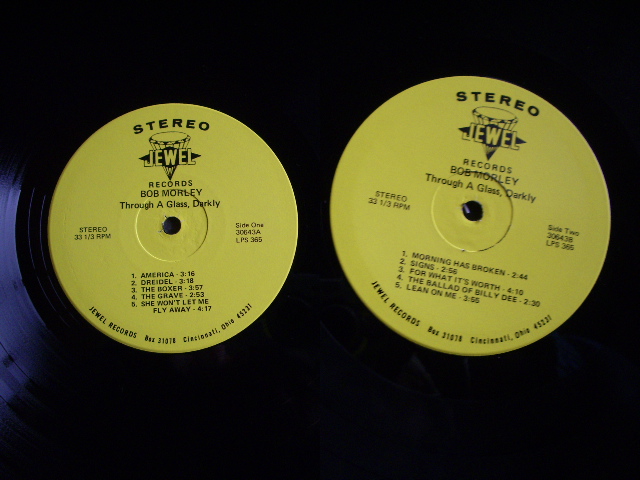 STEREO
JEWEL
RECORDS
BOB MORLEY
Through A Glass, Darkly
STEREO
33 1/3 RPM
Side One
30643A
LPS 365
1. AMERICA - 3:16
2. DREIDEL - 3:18
3. THE BOXER - 3:57
4. THE GRAVE - 2:53
5. SHE WON'T LET ME
FLY AWAY - 4:17
JEWEL RECORDS Box 31078 Cincinnati, Ohio 45231
STEREO
JEWEL
RECORDS
BOB MORLEY
Through A Glass, Darkly
STEREO
33 1/3 RPM
Side Two
30643B
LPS 365
1. MORNING HAS BROKEN - 2:44
2. SIGNS - 2:56
3. FOR WHAT IT'S WORTH - 4:10
4. THE BALLAD OF BILLY DEE - 2:30
5. LEAN ON ME - 3:55
JEWEL RECORDS Box 31078 Cincinnati, Ohio 45231